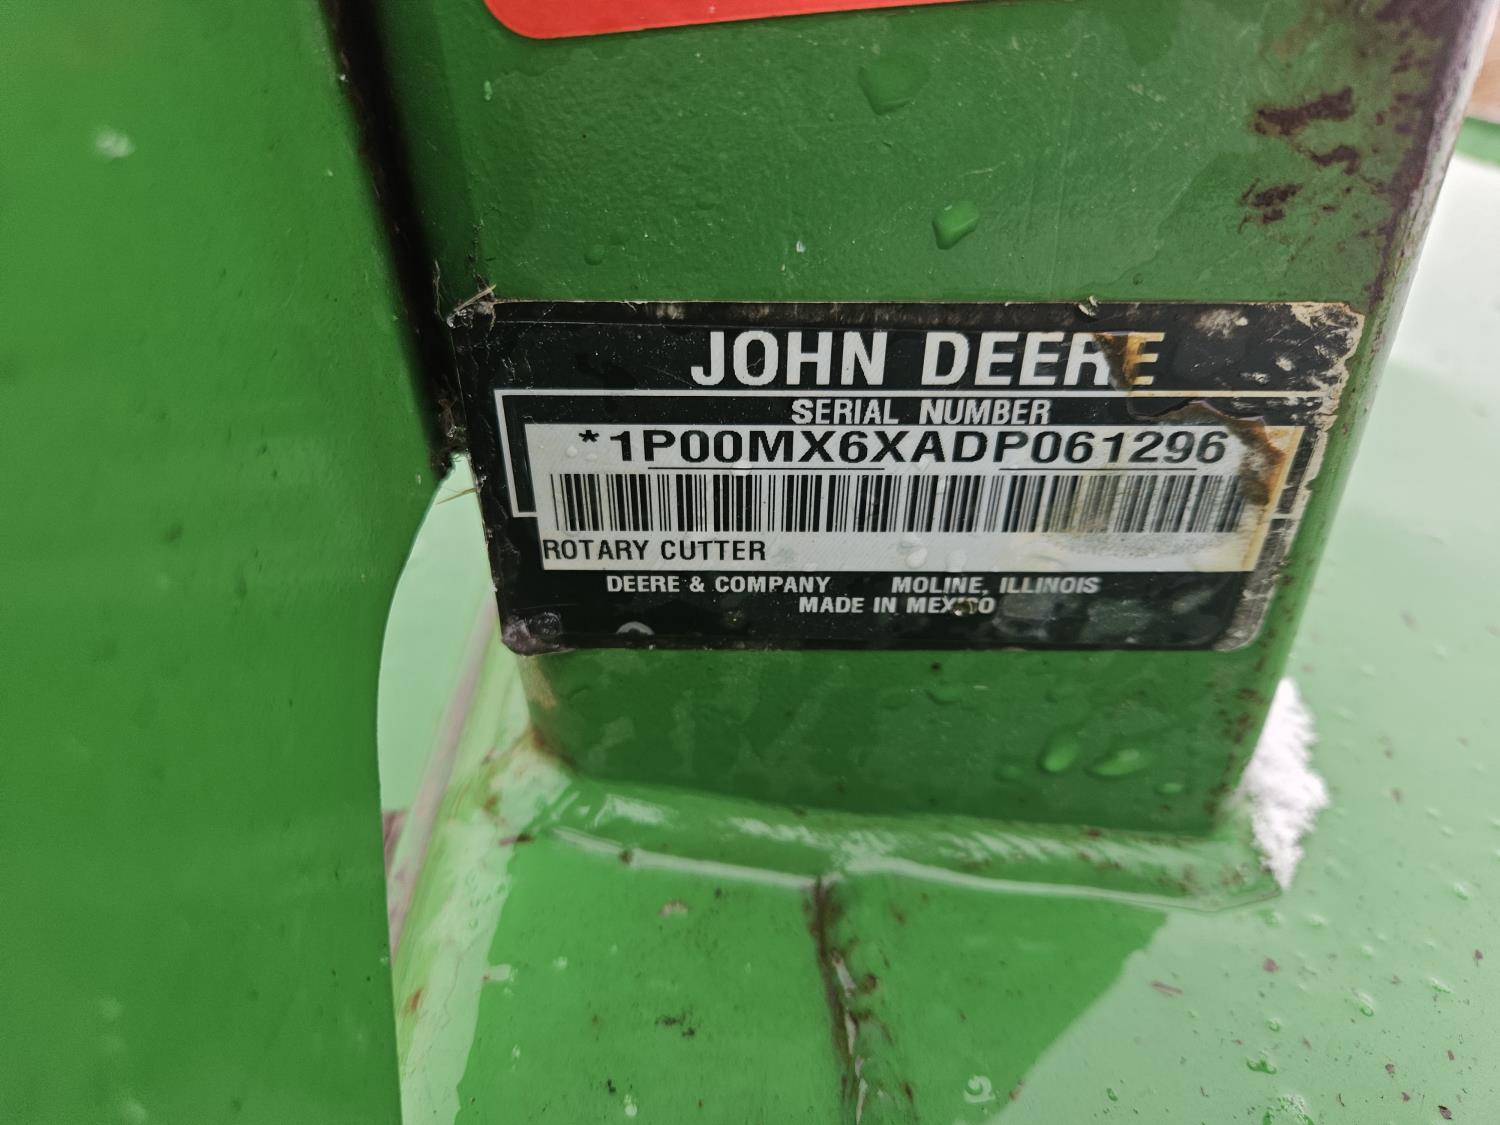 JOHN DEERE
SERIAL NUMBER
*1P00MX6XADP061296
ROTARY CUTTER
DEERE & COMPANY MOLINE, ILLINOIS
MADE IN MEXICO